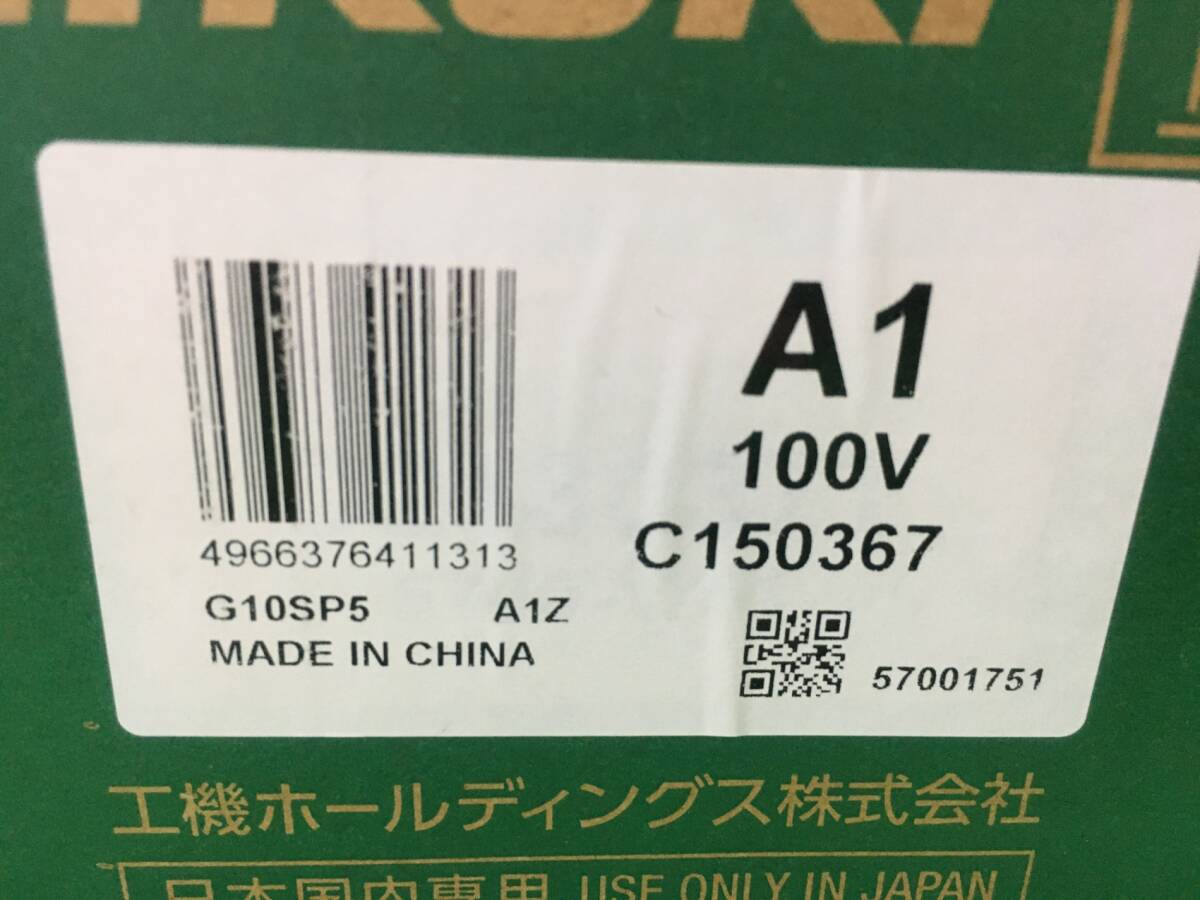 A1
100V
C150367
4966376411313
G10SP5 A1Z
MADE IN CHINA
57001751
工機ホールディングス株式会社
日本国内専用 USE ONLY IN JAPAN